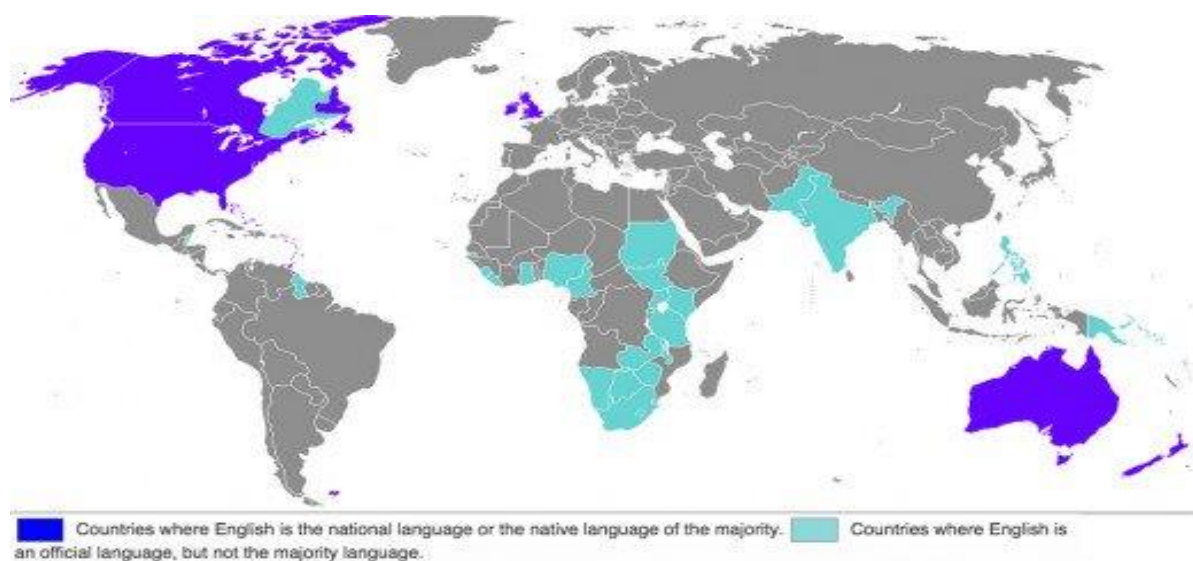 Countries where English is the national language or the native language of the majority. Countries where English is
an official language, but not the majority language.